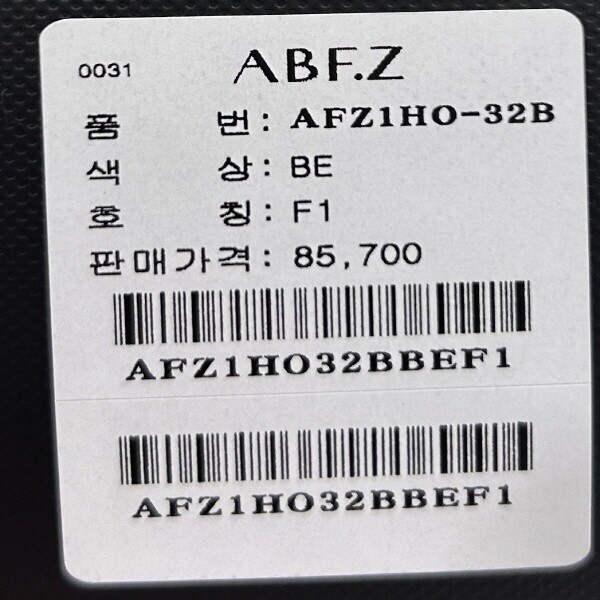 0031 ABF.Z
품 번 : AFZ1HO-32B
색 상 : BE
호 칭 : F1
판매가격 : 85,700
AFZ1HO32BBEF1
AFZ1HO32BBEF1